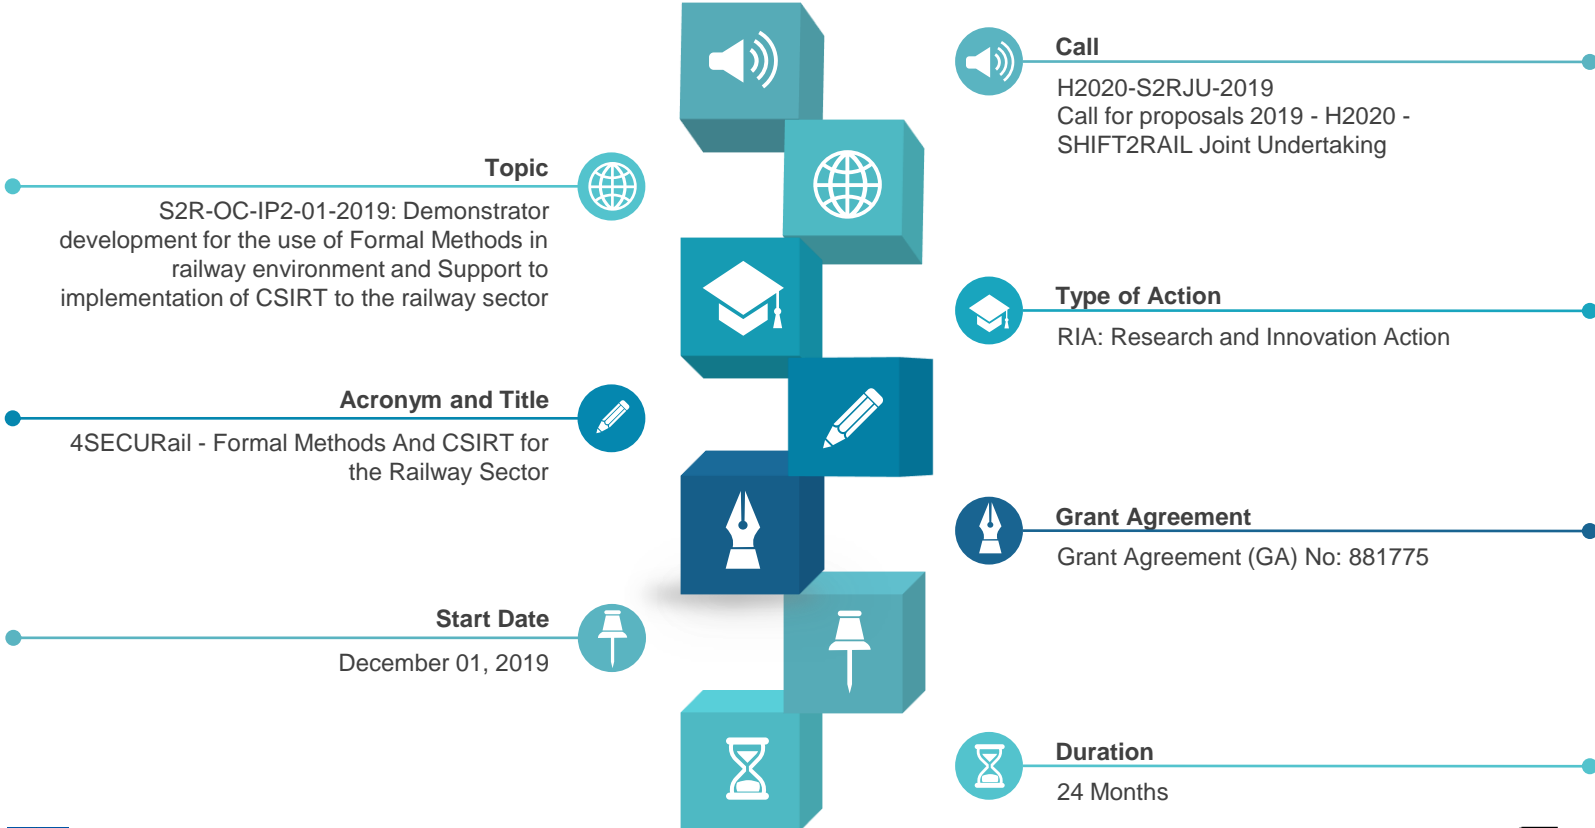 Call
H2020-S2RJU-2019
Call for proposals 2019 - H2020 -
SHIFT2RAIL Joint Undertaking
Topic
S2R-OC-IP2-01-2019: Demonstrator
development for the use of Formal Methods in
railway environment and Support to
implementation of CSIRT to the railway sector
Type of Action
RIA: Research and Innovation Action
Acronym and Title
4SECURail - Formal Methods And CSIRT for
the Railway Sector
Grant Agreement
Grant Agreement (GA) No: 881775
Start Date
December 01, 2019
Duration
24 Months